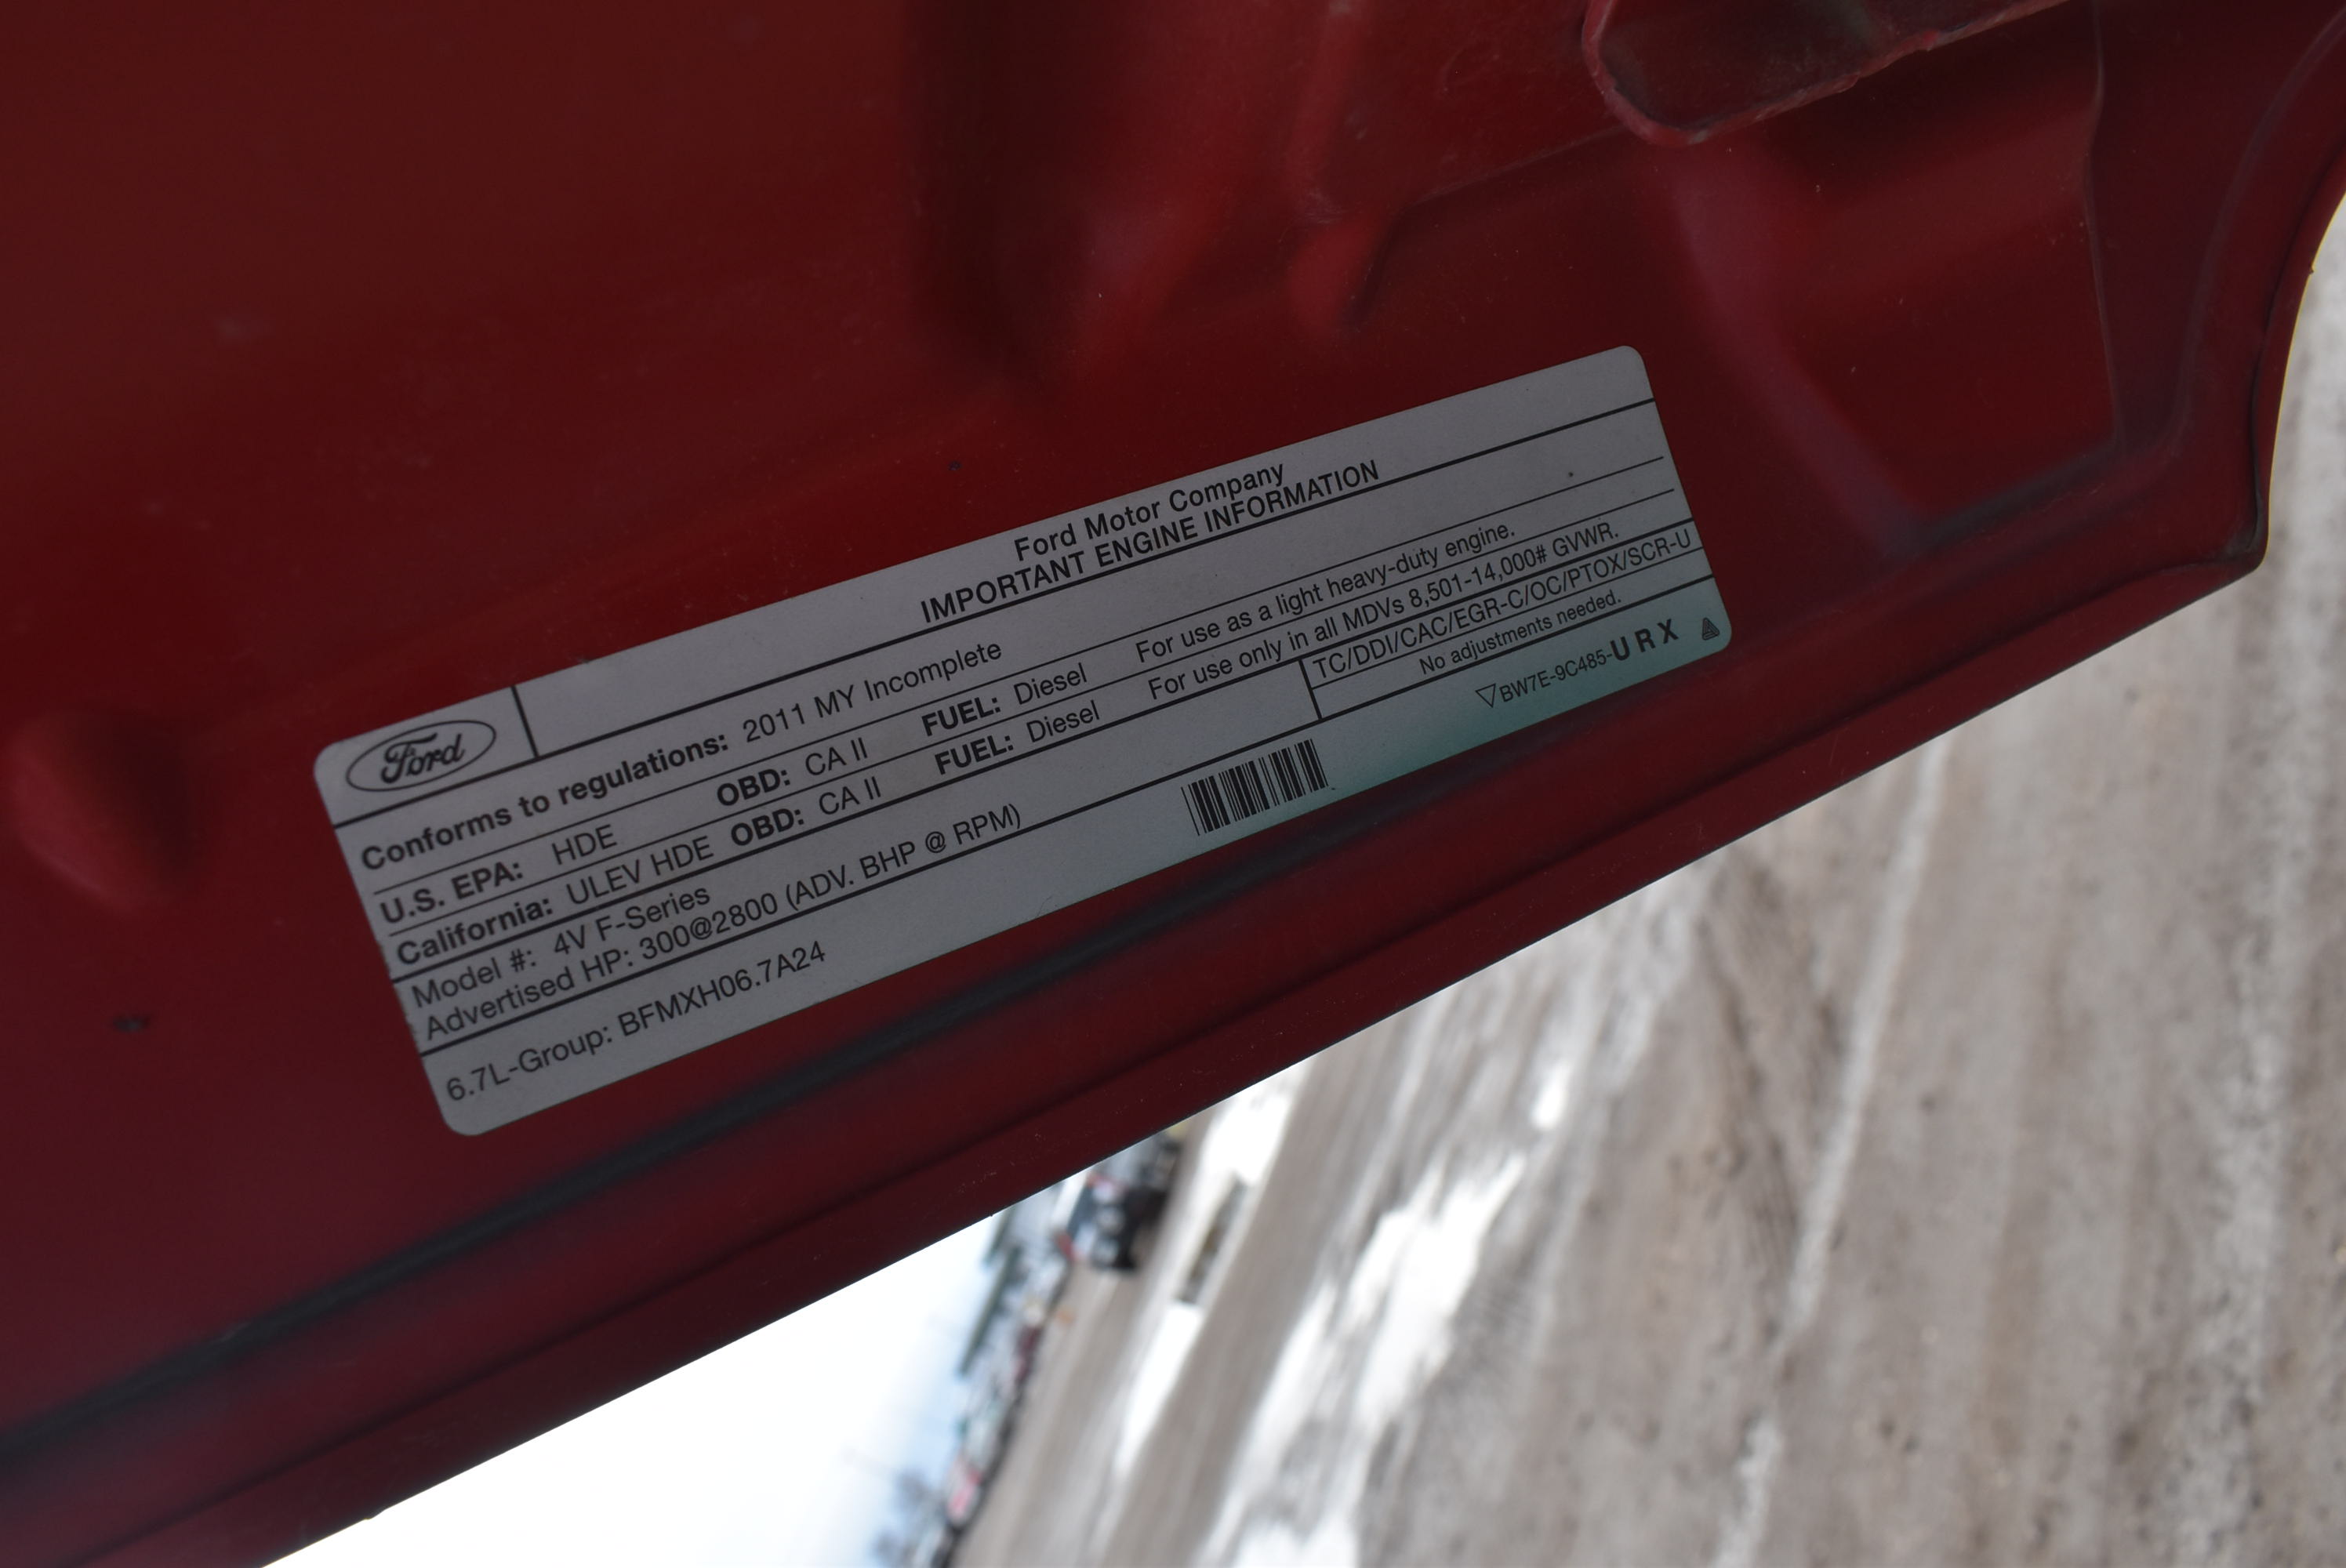 Ford
Ford Motor Company
IMPORTANT ENGINE INFORMATION
Conforms to regulations: 2011 MY Incomplete
U.S. EPA: HDE OBD: CA II FUEL: Diesel For use as a light heavy-duty engine.
California: ULEV HDE OBD: CA II FUEL: Diesel For use only in all MDVs 8,501-14,000# GVWR.
Model #: 4V F-Series TC/DDI/CAC/EGR-C/OC/PTOX/SCR-U
Advertised HP: 300@2800 (ADV. BHP @ RPM) No adjustments needed.
6.7L-Group: BFMXH06.7A24 ▽BW7E-9C485-URX